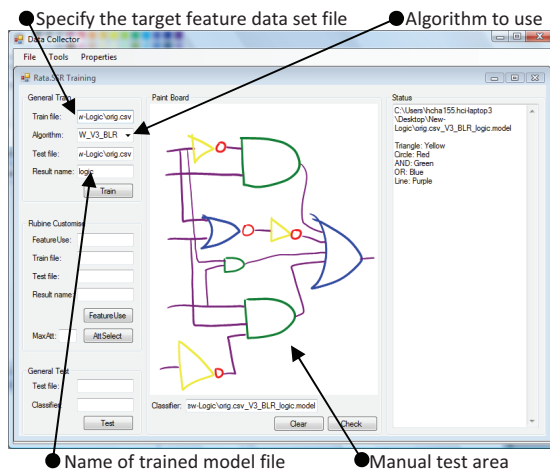 Specify the target feature data set file
Algorithm to use
Data Collector
File Tools Properties
Rata.SSR Training
General Train
Train file: w-Logic\orig.csv
Algorithm: W_V3_BLR
Test file: w-Logic\orig.csv
Result name: logic
Train
Rubine Customise
FeatureUse:
Train file:
Test file:
Result name:
FeatureUse
MaxAtt: AttSelect
General Test
Test file:
Classifier:
Test
Paint Board
Classifier: ew-Logic\orig.csv_V3_BLR_logic.model
Clear Check
Status
C:\Users\hcha155.hci-laptop3
\Desktop\New-
Logic\orig.csv_V3_BLR_logic.model
Triangle: Yellow
Circle: Red
AND: Green
OR: Blue
Line: Purple
Name of trained model file
Manual test area